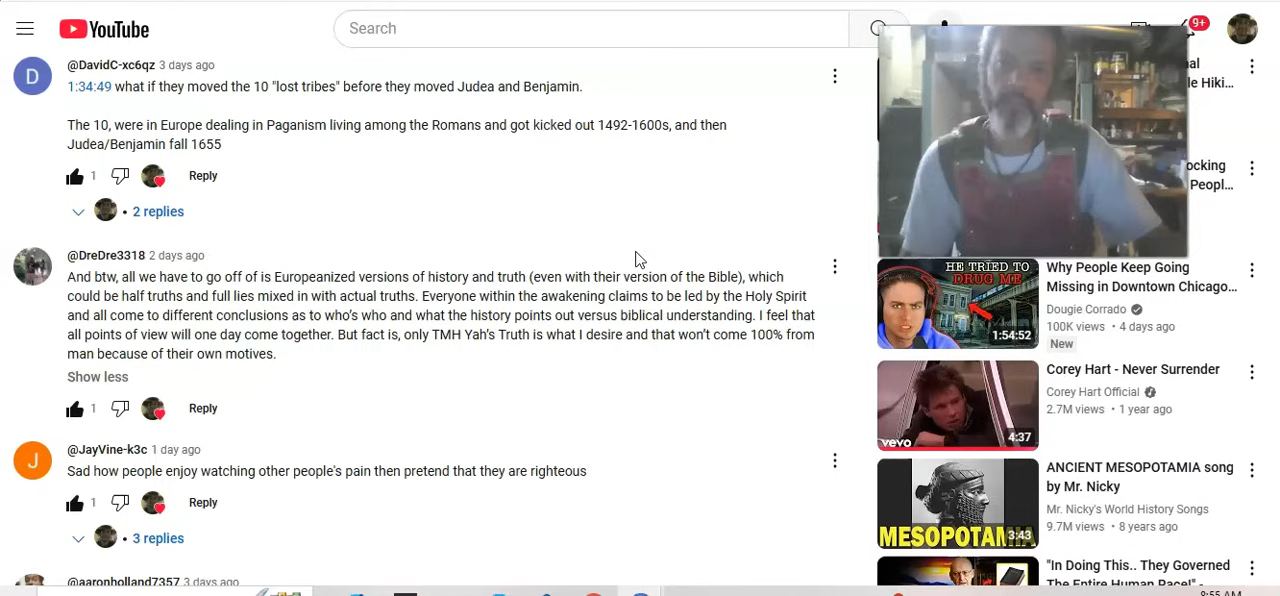 YouTube
Search
9+
@DavidC-xc6qz 3 days ago
1:34:49 what if they moved the 10 "lost tribes" before they moved Judea and Benjamin.
The 10, were in Europe dealing in Paganism living among the Romans and got kicked out 1492-1600s, and then
Judea/Benjamin fall 1655
1
Reply
2 replies
@DreDre3318 2 days ago
And btw, all we have to go off of is Europeanized versions of history and truth (even with their version of the Bible), which
could be half truths and full lies mixed in with actual truths. Everyone within the awakening claims to be led by the Holy Spirit
and all come to different conclusions as to who's who and what the history points out versus biblical understanding. I feel that
all points of view will one day come together. But fact is, only TMH Yah's Truth is what I desire and that won't come 100% from
man because of their own motives.
Show less
1
Reply
@JayVine-k3c 1 day ago
Sad how people enjoy watching other people's pain then pretend that they are righteous
1
Reply
3 replies
@aaronholland7357 3 days ago
D
J
nal
le Hiki...
ocking
Peopl...
HE TRIED TO
DRUG ME
1:54:52
Why People Keep Going
Missing in Downtown Chicago...
Dougie Corrado
100K views • 4 days ago
New
vevo
4:37
Corey Hart - Never Surrender
Corey Hart Official
2.7M views • 1 year ago
MESOPOTAMIA
3:43
ANCIENT MESOPOTAMIA song
by Mr. Nicky
Mr. Nicky's World History Songs
9.7M views • 8 years ago
"In Doing This.. They Governed
The Entire Human Race!" -
8:55 AM